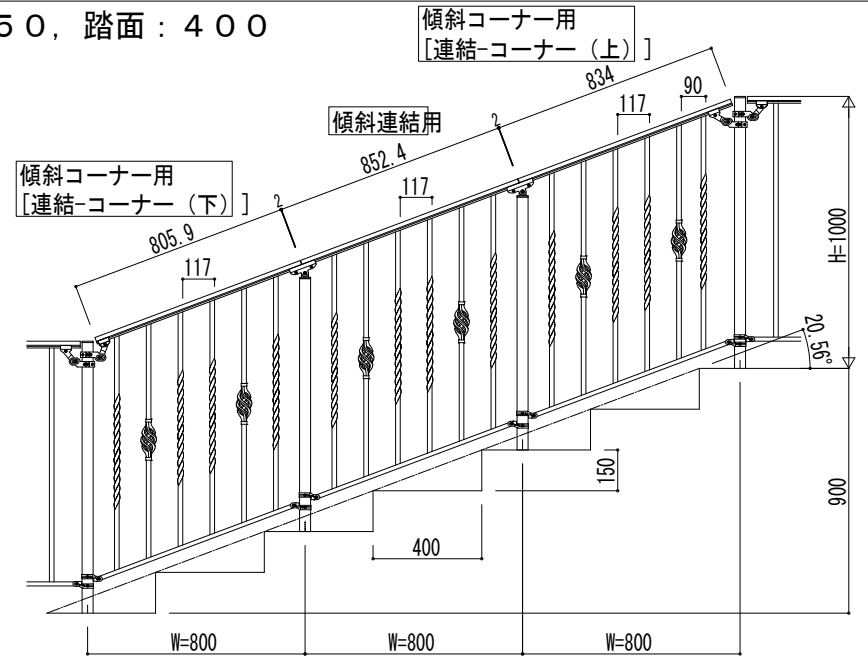 50, 踏面：400
傾斜コーナー用
[連結-コーナー（上）]
834
90
117
2
傾斜連結用
852.4
傾斜コーナー用
[連結-コーナー（下）]
2
117
805.9
117
H=1000
20.56°
150
900
400
W=800
W=800
W=800